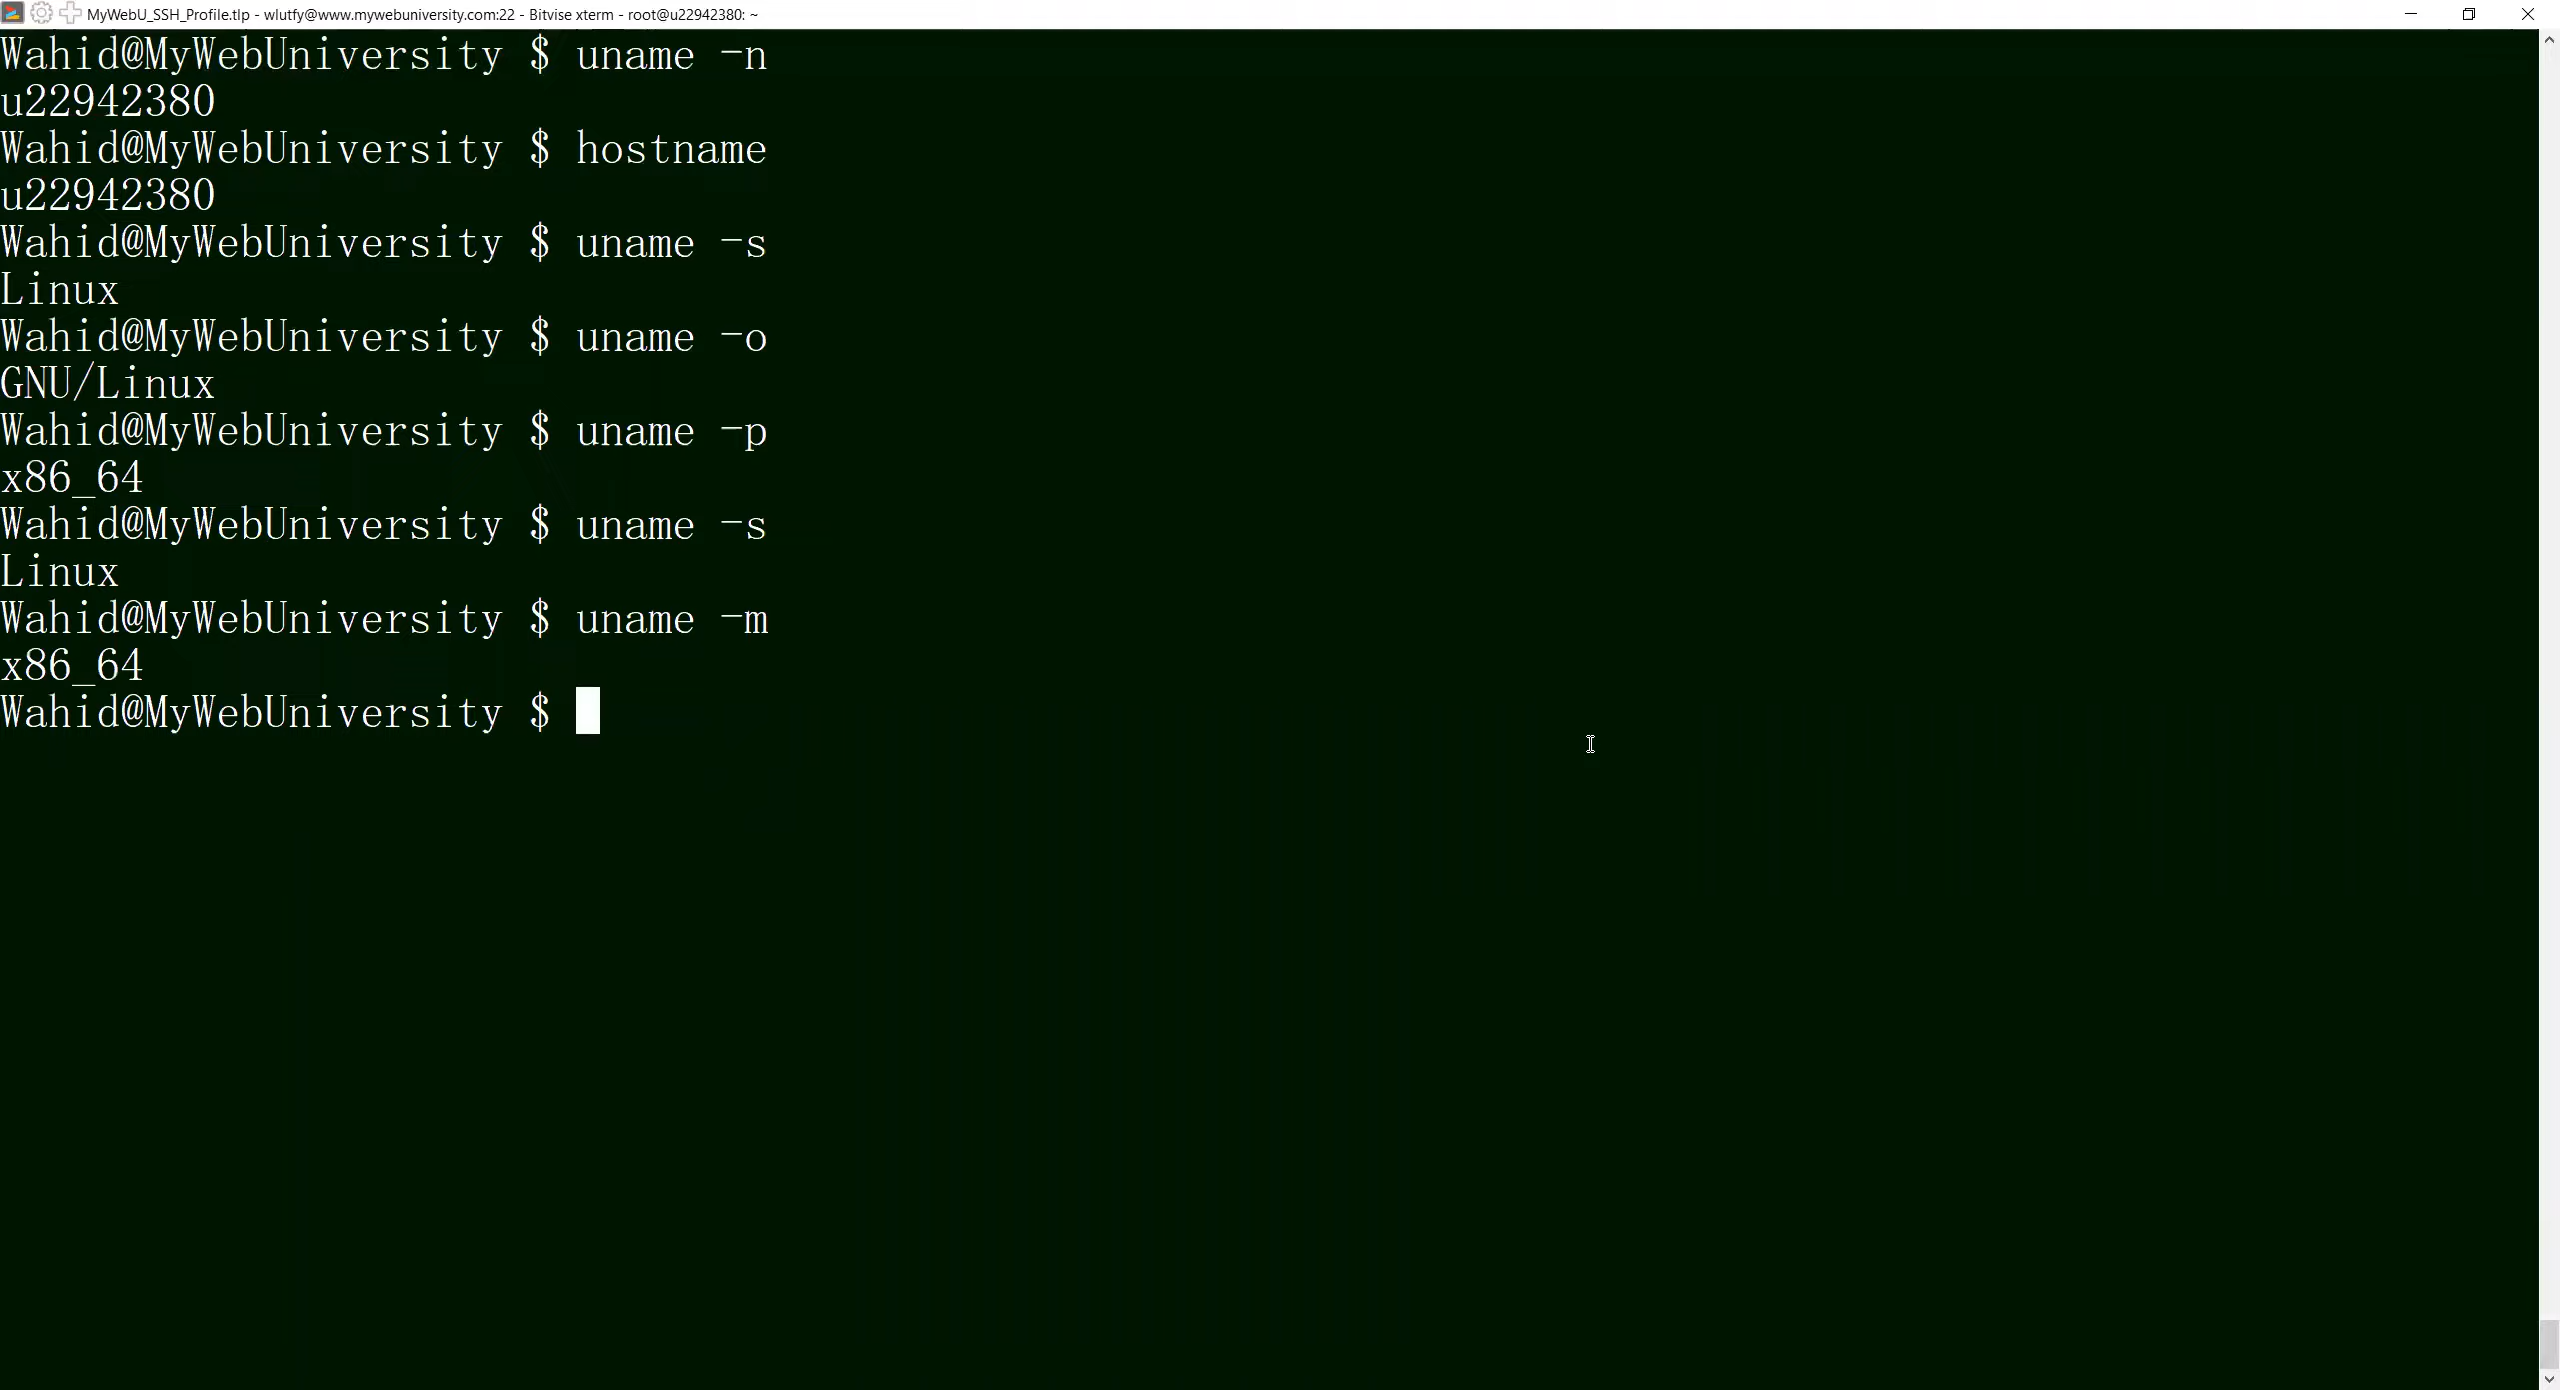 MyWebU_SSH_Profile.tlp - wlutfy@www.mywebuniversity.com:22 - Bitvise xterm - root@u22942380: ~
Wahid@MyWebUniversity $ uname -n
u22942380
Wahid@MyWebUniversity $ hostname
u22942380
Wahid@MyWebUniversity $ uname -s
Linux
Wahid@MyWebUniversity $ uname -o
GNU/Linux
Wahid@MyWebUniversity $ uname -p
x86_64
Wahid@MyWebUniversity $ uname -s
Linux
Wahid@MyWebUniversity $ uname -m
x86_64
Wahid@MyWebUniversity $